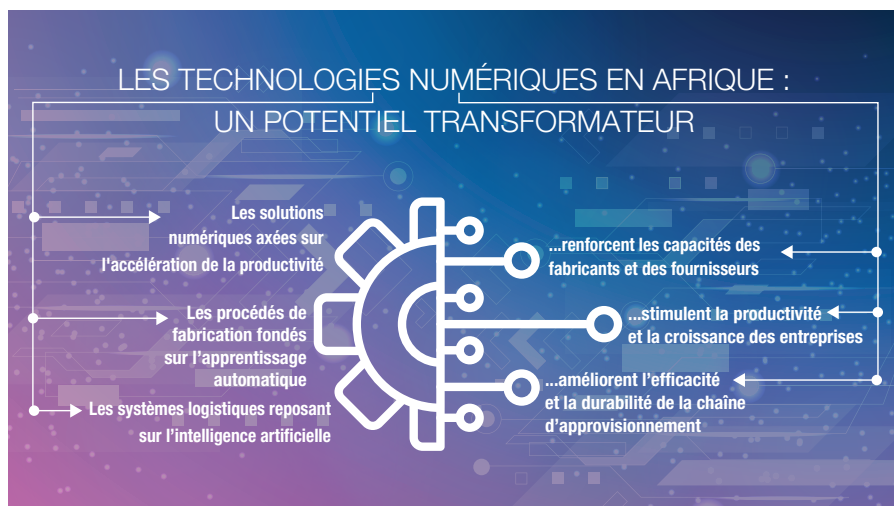 LES TECHNOLOGIES NUMÉRIQUES EN AFRIQUE :
UN POTENTIEL TRANSFORMATEUR
Les solutions
numériques axées sur
l'accélération de la productivité
Les procédés de
fabrication fondés
sur l’apprentissage
automatique
Les systèmes logistiques reposant
sur l’intelligence artificielle
...renforcent les capacités des
fabricants et des fournisseurs
...stimulent la productivité
et la croissance des entreprises
...améliorent l’efficacité
et la durabilité de la chaîne
d’approvisionnement